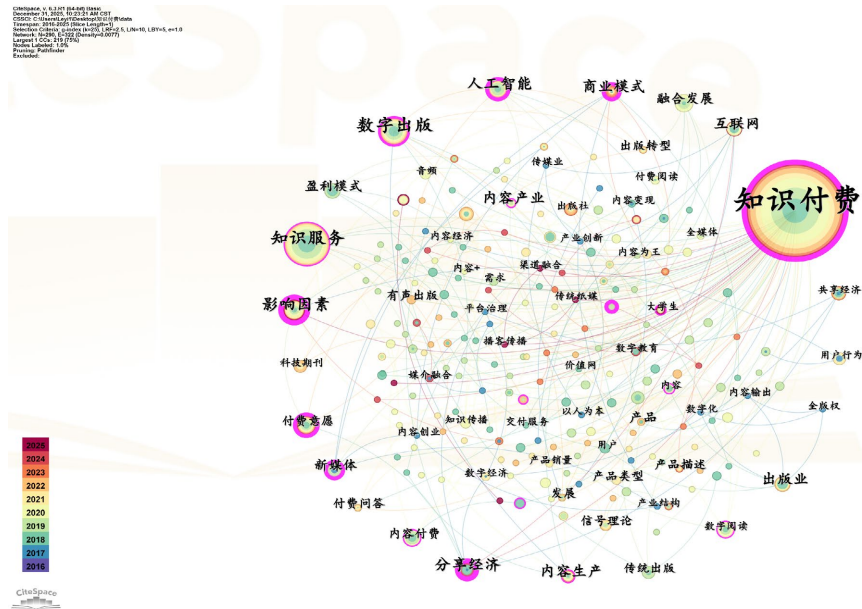 CiteSpace, v. 6.3.R1 (64-bit) Basic
December 31, 2025, 10:23:21 AM CST
CSSCI: C:\Users\Leyi1\Desktop\知识付费\data
Timespan: 2016-2025 (Slice Length=1)
Selection Criteria: g-index (k=25), LRF=2.5, L/N=10, LBY=5, e=1.0
Network: N=290, E=322 (Density=0.0077)
Largest 1 CCs: 219 (75%)
Nodes Labeled: 1.0%
Pruning: Pathfinder
Excluded:
人工智能
商业模式
融合发展
数字出版
互联网
出版转型
传媒业
音频
付费阅读
盈利模式
内容产业
出版社
内容变现
知识付费
知识服务
内容经济
产业创新
全媒体
内容为王
渠道融合
内容+
需求
共享经济
影响因素
有声出版
传统纸媒
大学生
平台治理
播客传播
数字教育
用户行为
科技期刊
媒介融合
价值网
内容
内容输出
付费意愿
知识传播
交付服务
以人为本
产品
数字化
全版权
内容创业
用户
新媒体
数字经济
产品销量
产品类型
产品描述
出版业
付费问答
发展
产业结构
信号理论
数字阅读
内容付费
分享经济
内容生产
传统出版
2025
2024
2023
2022
2021
2020
2019
2018
2017
2016
CiteSpace